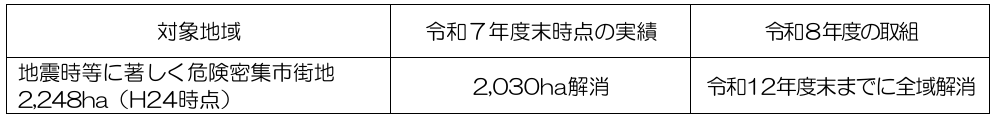 対象地域
令和7年度末時点の実績
令和8年度の取組
地震時等に著しく危険密集市街地
2,248ha（H24時点）
2,030ha解消
令和12年度末までに全域解消